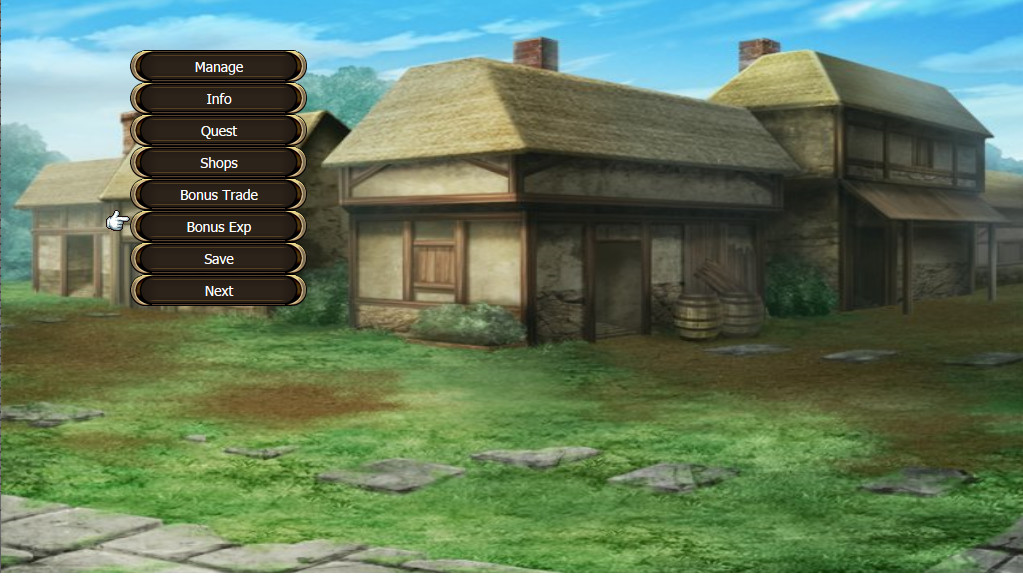 Manage
Info
Quest
Shops
Bonus Trade
Bonus Exp
Save
Next